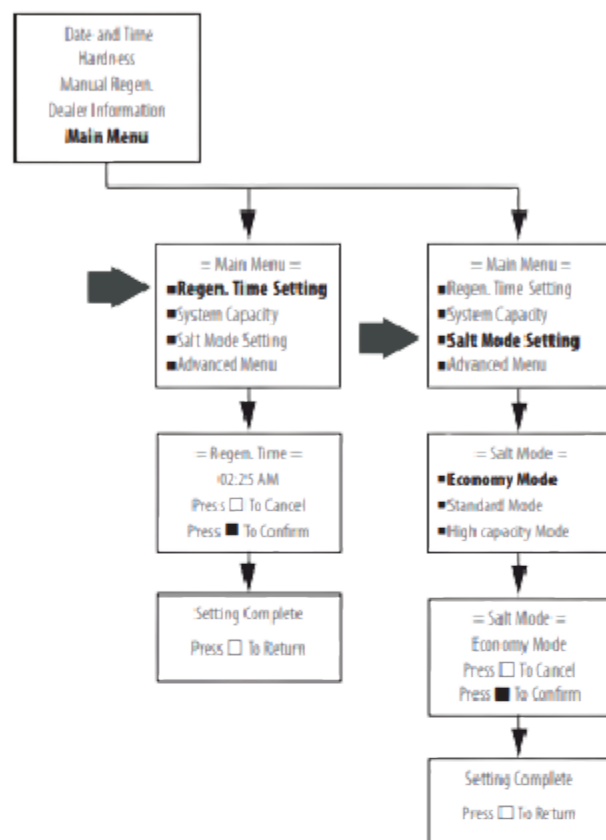 Date and Time
Hardness
Manual Regen.
Dealer Information
Main Menu
= Main Menu =
■Regen. Time Setting
■System Capacity
■Salt Mode Setting
■Advanced Menu
= Regen. Time =
02:25 AM
Press □ To Cancel
Press ■ To Confirm
Setting Complete
Press □ To Return
= Main Menu =
■Regen. Time Setting
■System Capacity
■Salt Mode Setting
■Advanced Menu
= Salt Mode =
■Economy Mode
■Standard Mode
■High capacity Mode
= Salt Mode =
Economy Mode
Press □ To Cancel
Press ■ To Confirm
Setting Complete
Press □ To Return